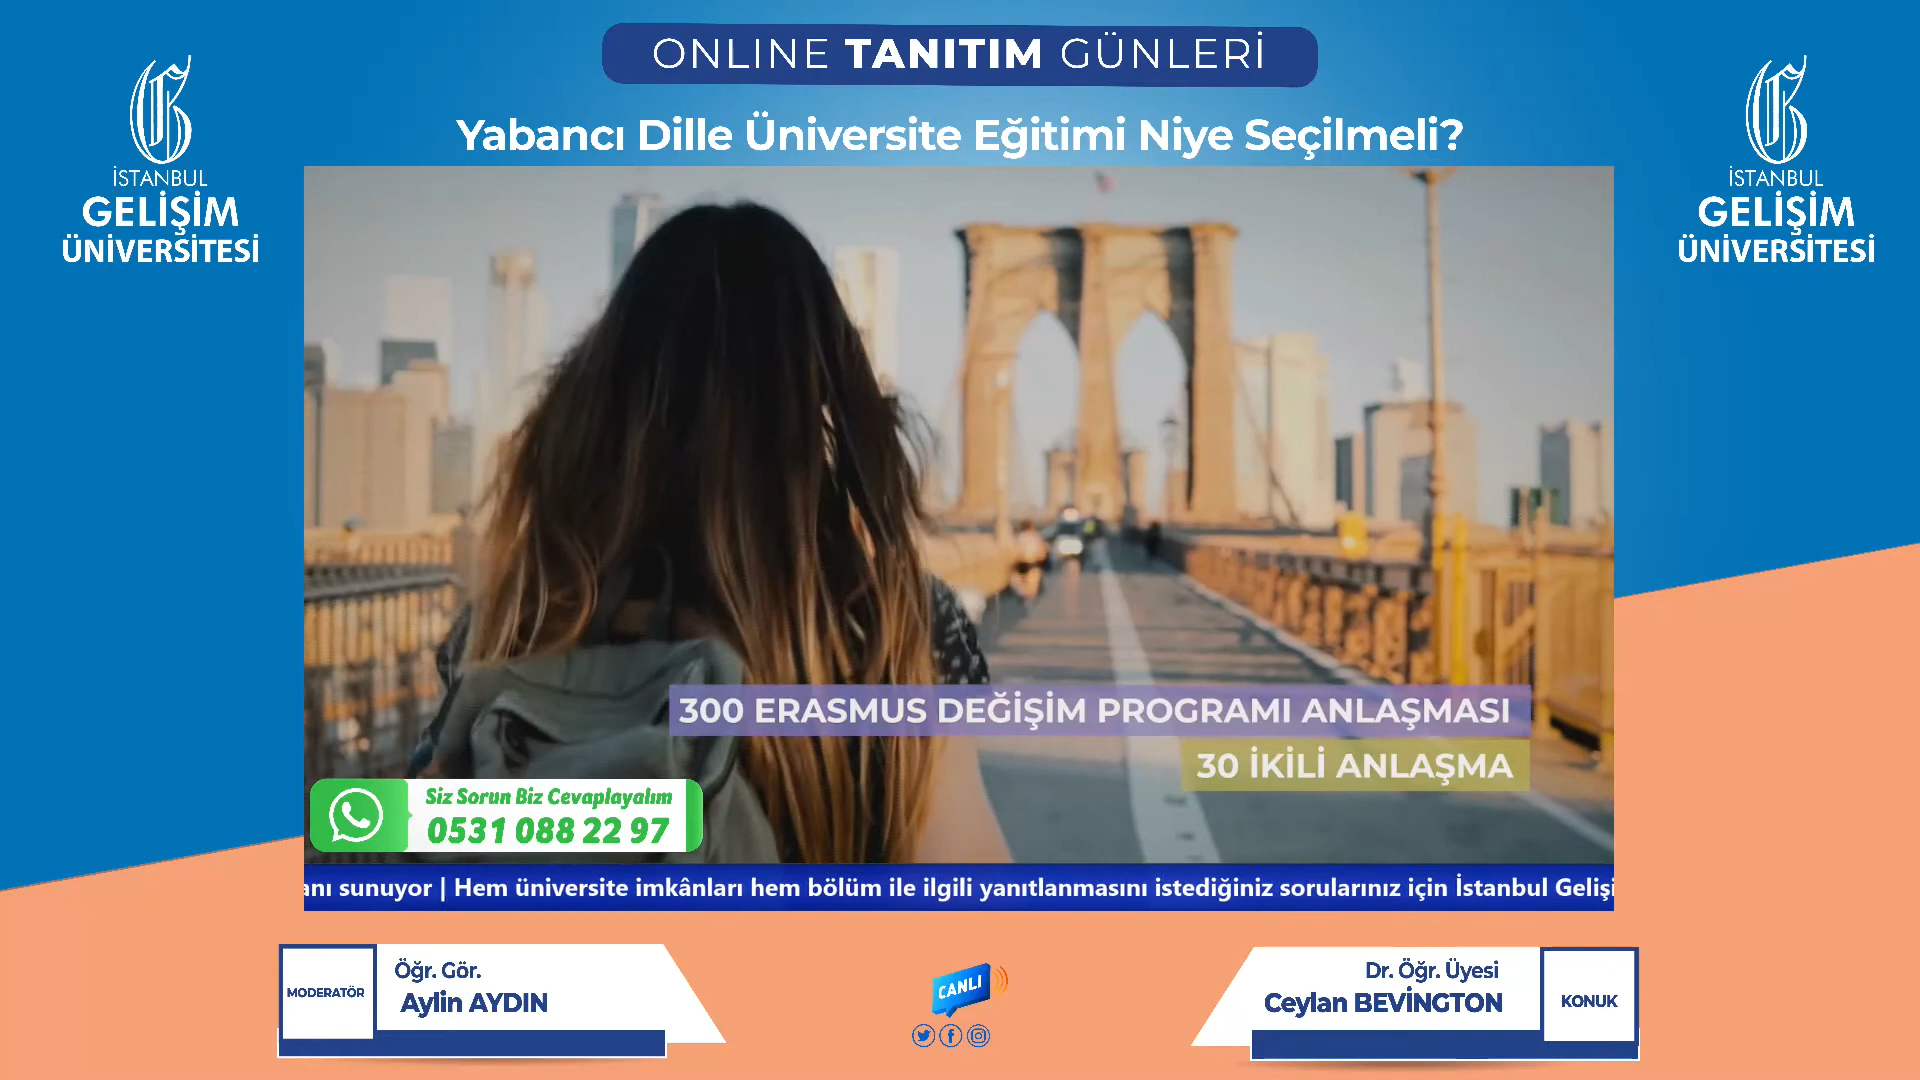 ONLINE TANITIM GÜNLERİ
Yabancı Dille Üniversite Eğitimi Niye Seçilmeli?
İSTANBUL
GELİŞİM
ÜNİVERSİTESİ
İSTANBUL
GELİŞİM
ÜNİVERSİTESİ
300 ERASMUS DEĞİŞİM PROGRAMI ANLAŞMASI
30 İKİLİ ANLAŞMA
Siz Sorun Biz Cevaplayalım
0531 088 22 97
anı sunuyor | Hem üniversite imkânları hem bölüm ile ilgili yanıtlanmasını istediğiniz sorularınız için İstanbul Gelişi
MODERATÖR
Öğr. Gör.
Aylin AYDIN
CANLI
Dr. Öğr. Üyesi
Ceylan BEVİNGTON
KONUK